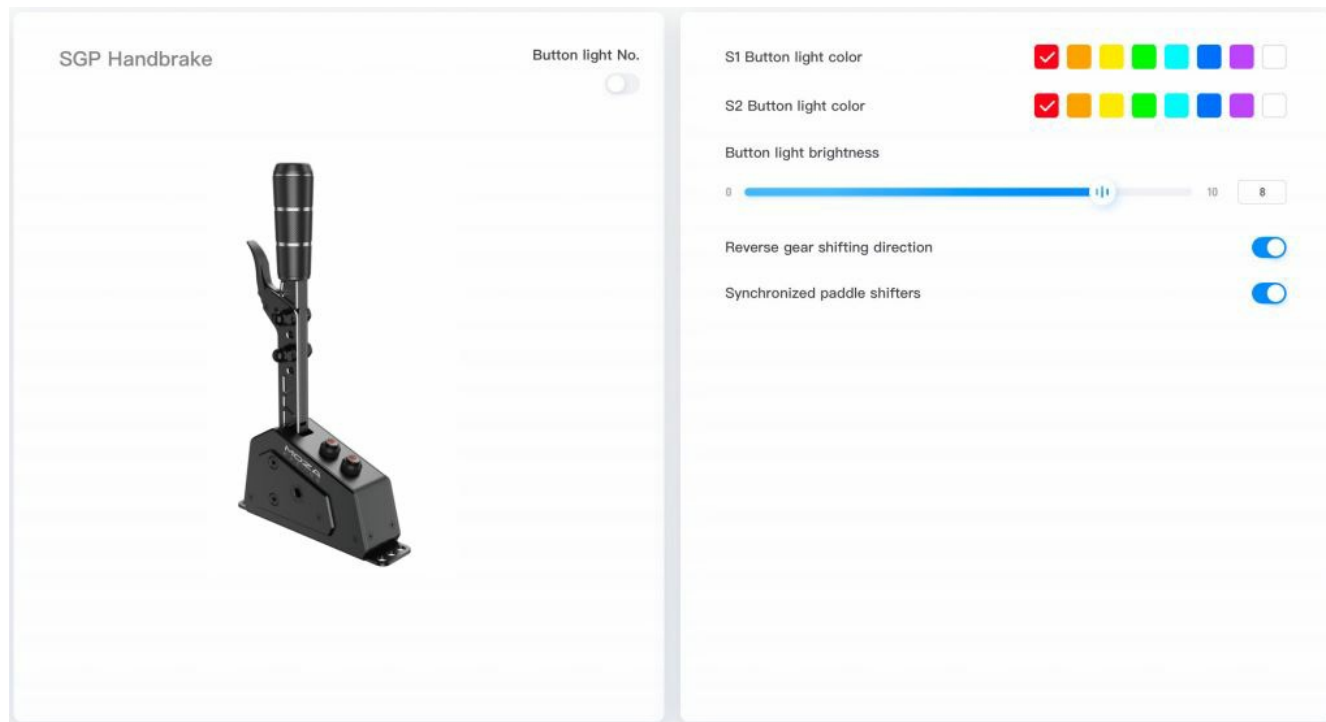 SGP Handbrake
Button light No.
MOZA
S1 Button light color
S2 Button light color
Button light brightness
0 10 8
Reverse gear shifting direction
Synchronized paddle shifters